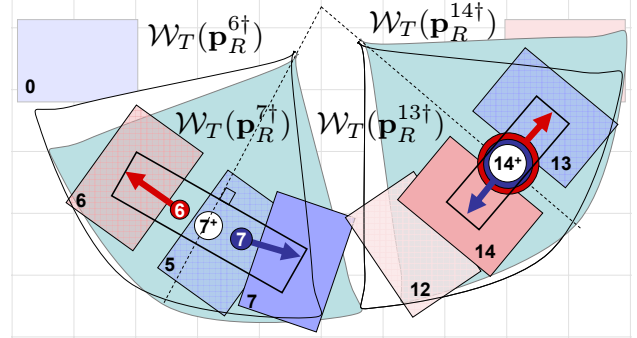 𝒲_T(𝐩_R^{6†})
𝒲_T(𝐩_R^{14†})
0
𝒲_T(𝐩_R^{7†})
𝒲_T(𝐩_R^{13†})
14⁺
13
6
6
7⁺
7
5
14
12
7